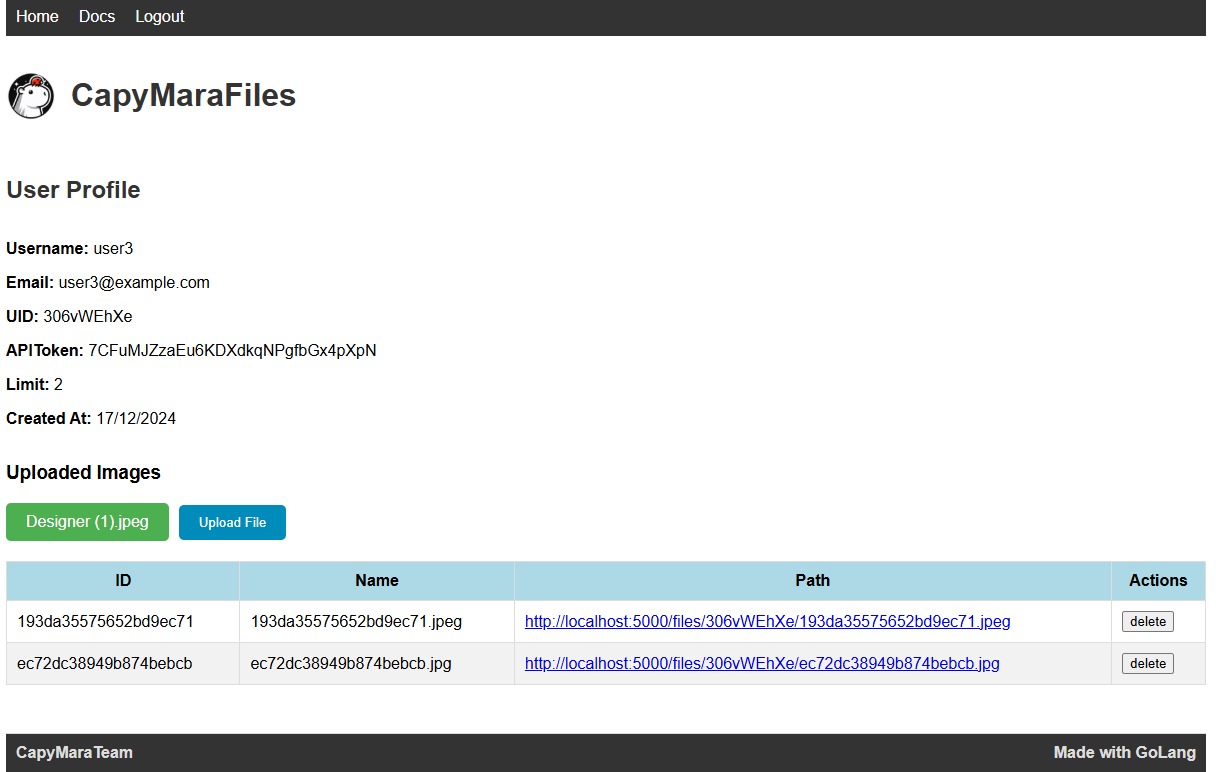 Home Docs Logout
CapyMaraFiles
User Profile
Username: user3
Email: user3@example.com
UID: 306vWEhXe
APIToken: 7CFuMJZzaEu6KDXdkqNPgfbGx4pXpN
Limit: 2
Created At: 17/12/2024
Uploaded Images
Designer (1).jpeg Upload File
ID Name Path Actions
193da35575652bd9ec71 193da35575652bd9ec71.jpeg http://localhost:5000/files/306vWEhXe/193da35575652bd9ec71.jpeg delete
ec72dc38949b874bebcb ec72dc38949b874bebcb.jpg http://localhost:5000/files/306vWEhXe/ec72dc38949b874bebcb.jpg delete
CapyMaraTeam Made with GoLang